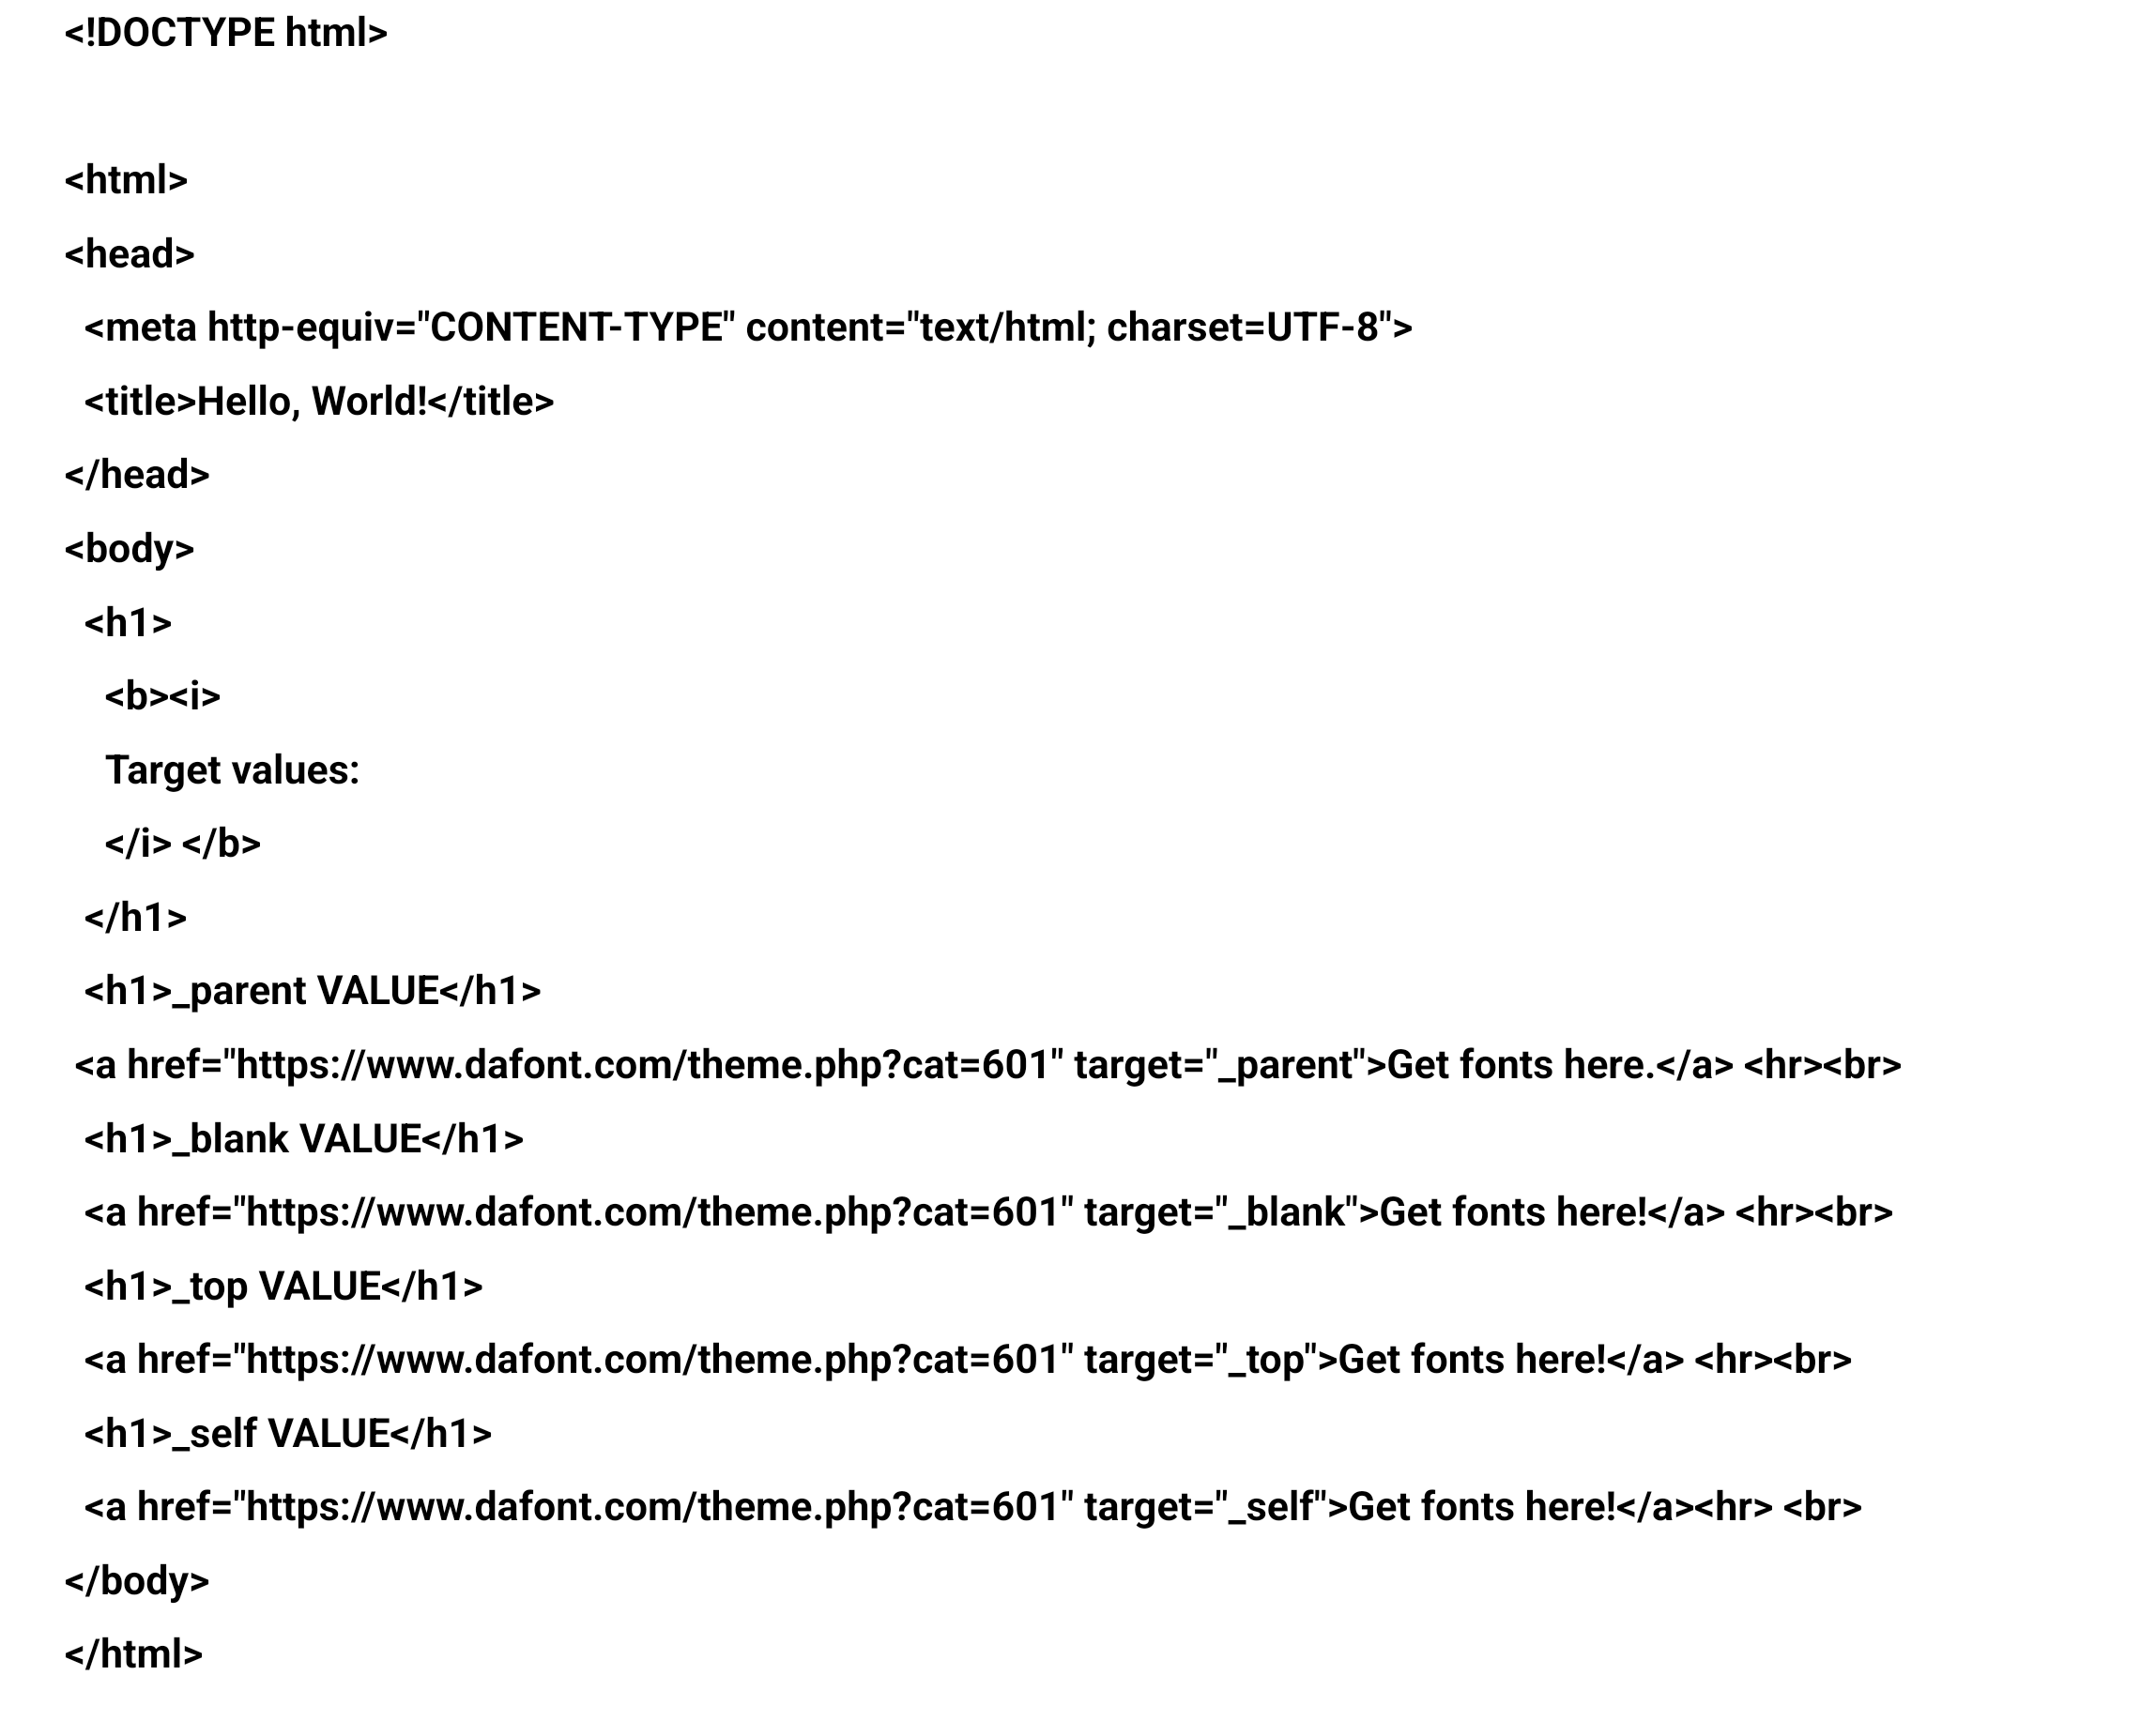 <!DOCTYPE html>
<html>
<head>
<meta http-equiv="CONTENT-TYPE" content="text/html; charset=UTF-8">
<title>Hello, World!</title>
</head>
<body>
<h1>
<b><i>
Target values:
</i> </b>
</h1>
<h1>_parent VALUE</h1>
<a href="https://www.dafont.com/theme.php?cat=601" target="_parent">Get fonts here.</a> <hr><br>
<h1>_blank VALUE</h1>
<a href="https://www.dafont.com/theme.php?cat=601" target="_blank">Get fonts here!</a> <hr><br>
<h1>_top VALUE</h1>
<a href="https://www.dafont.com/theme.php?cat=601" target="_top">Get fonts here!</a> <hr><br>
<h1>_self VALUE</h1>
<a href="https://www.dafont.com/theme.php?cat=601" target="_self">Get fonts here!</a><hr> <br>
</body>
</html>